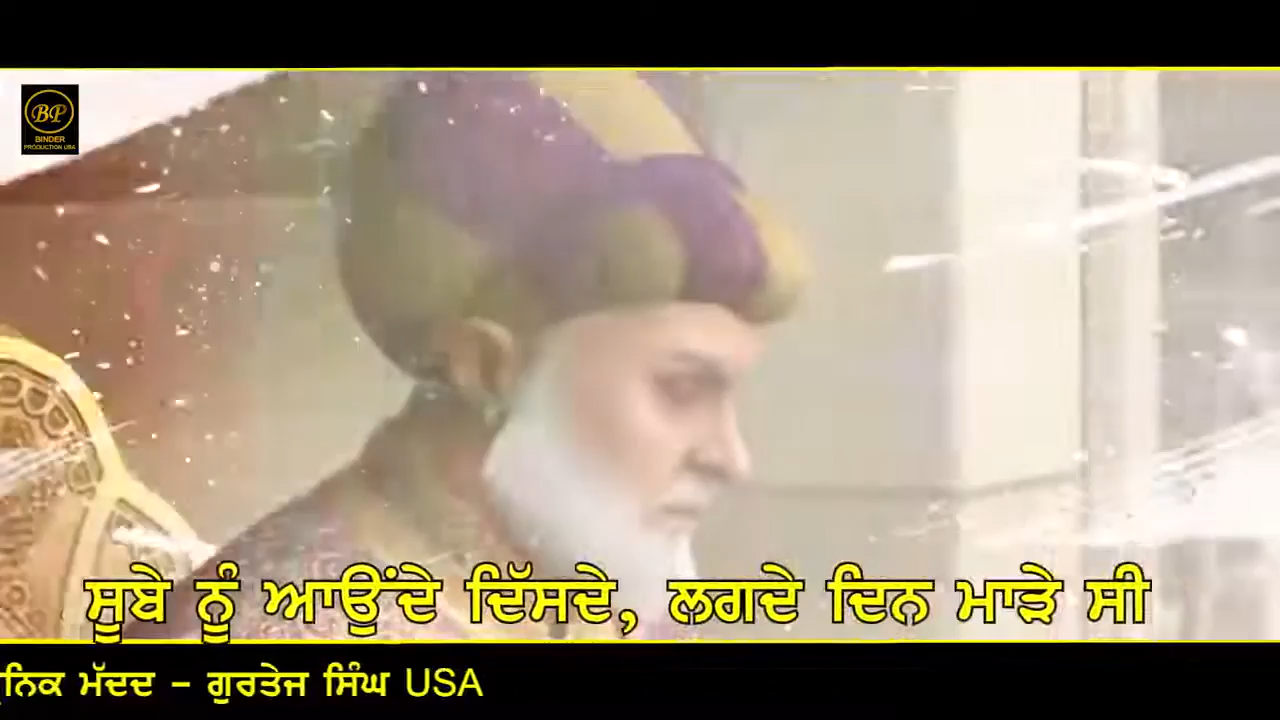 BP
BINDER
PRODUCTION USA
ਸੂਬੇ ਨੂੰ ਆਉਂਦੇ ਦਿੱਸਦੇ, ਲਗਦੇ ਦਿਨ ਮਾੜੇ ਸੀ
ਮੱਦਦ - ਗੁਰਤੇਜ ਸਿੰਘ USA